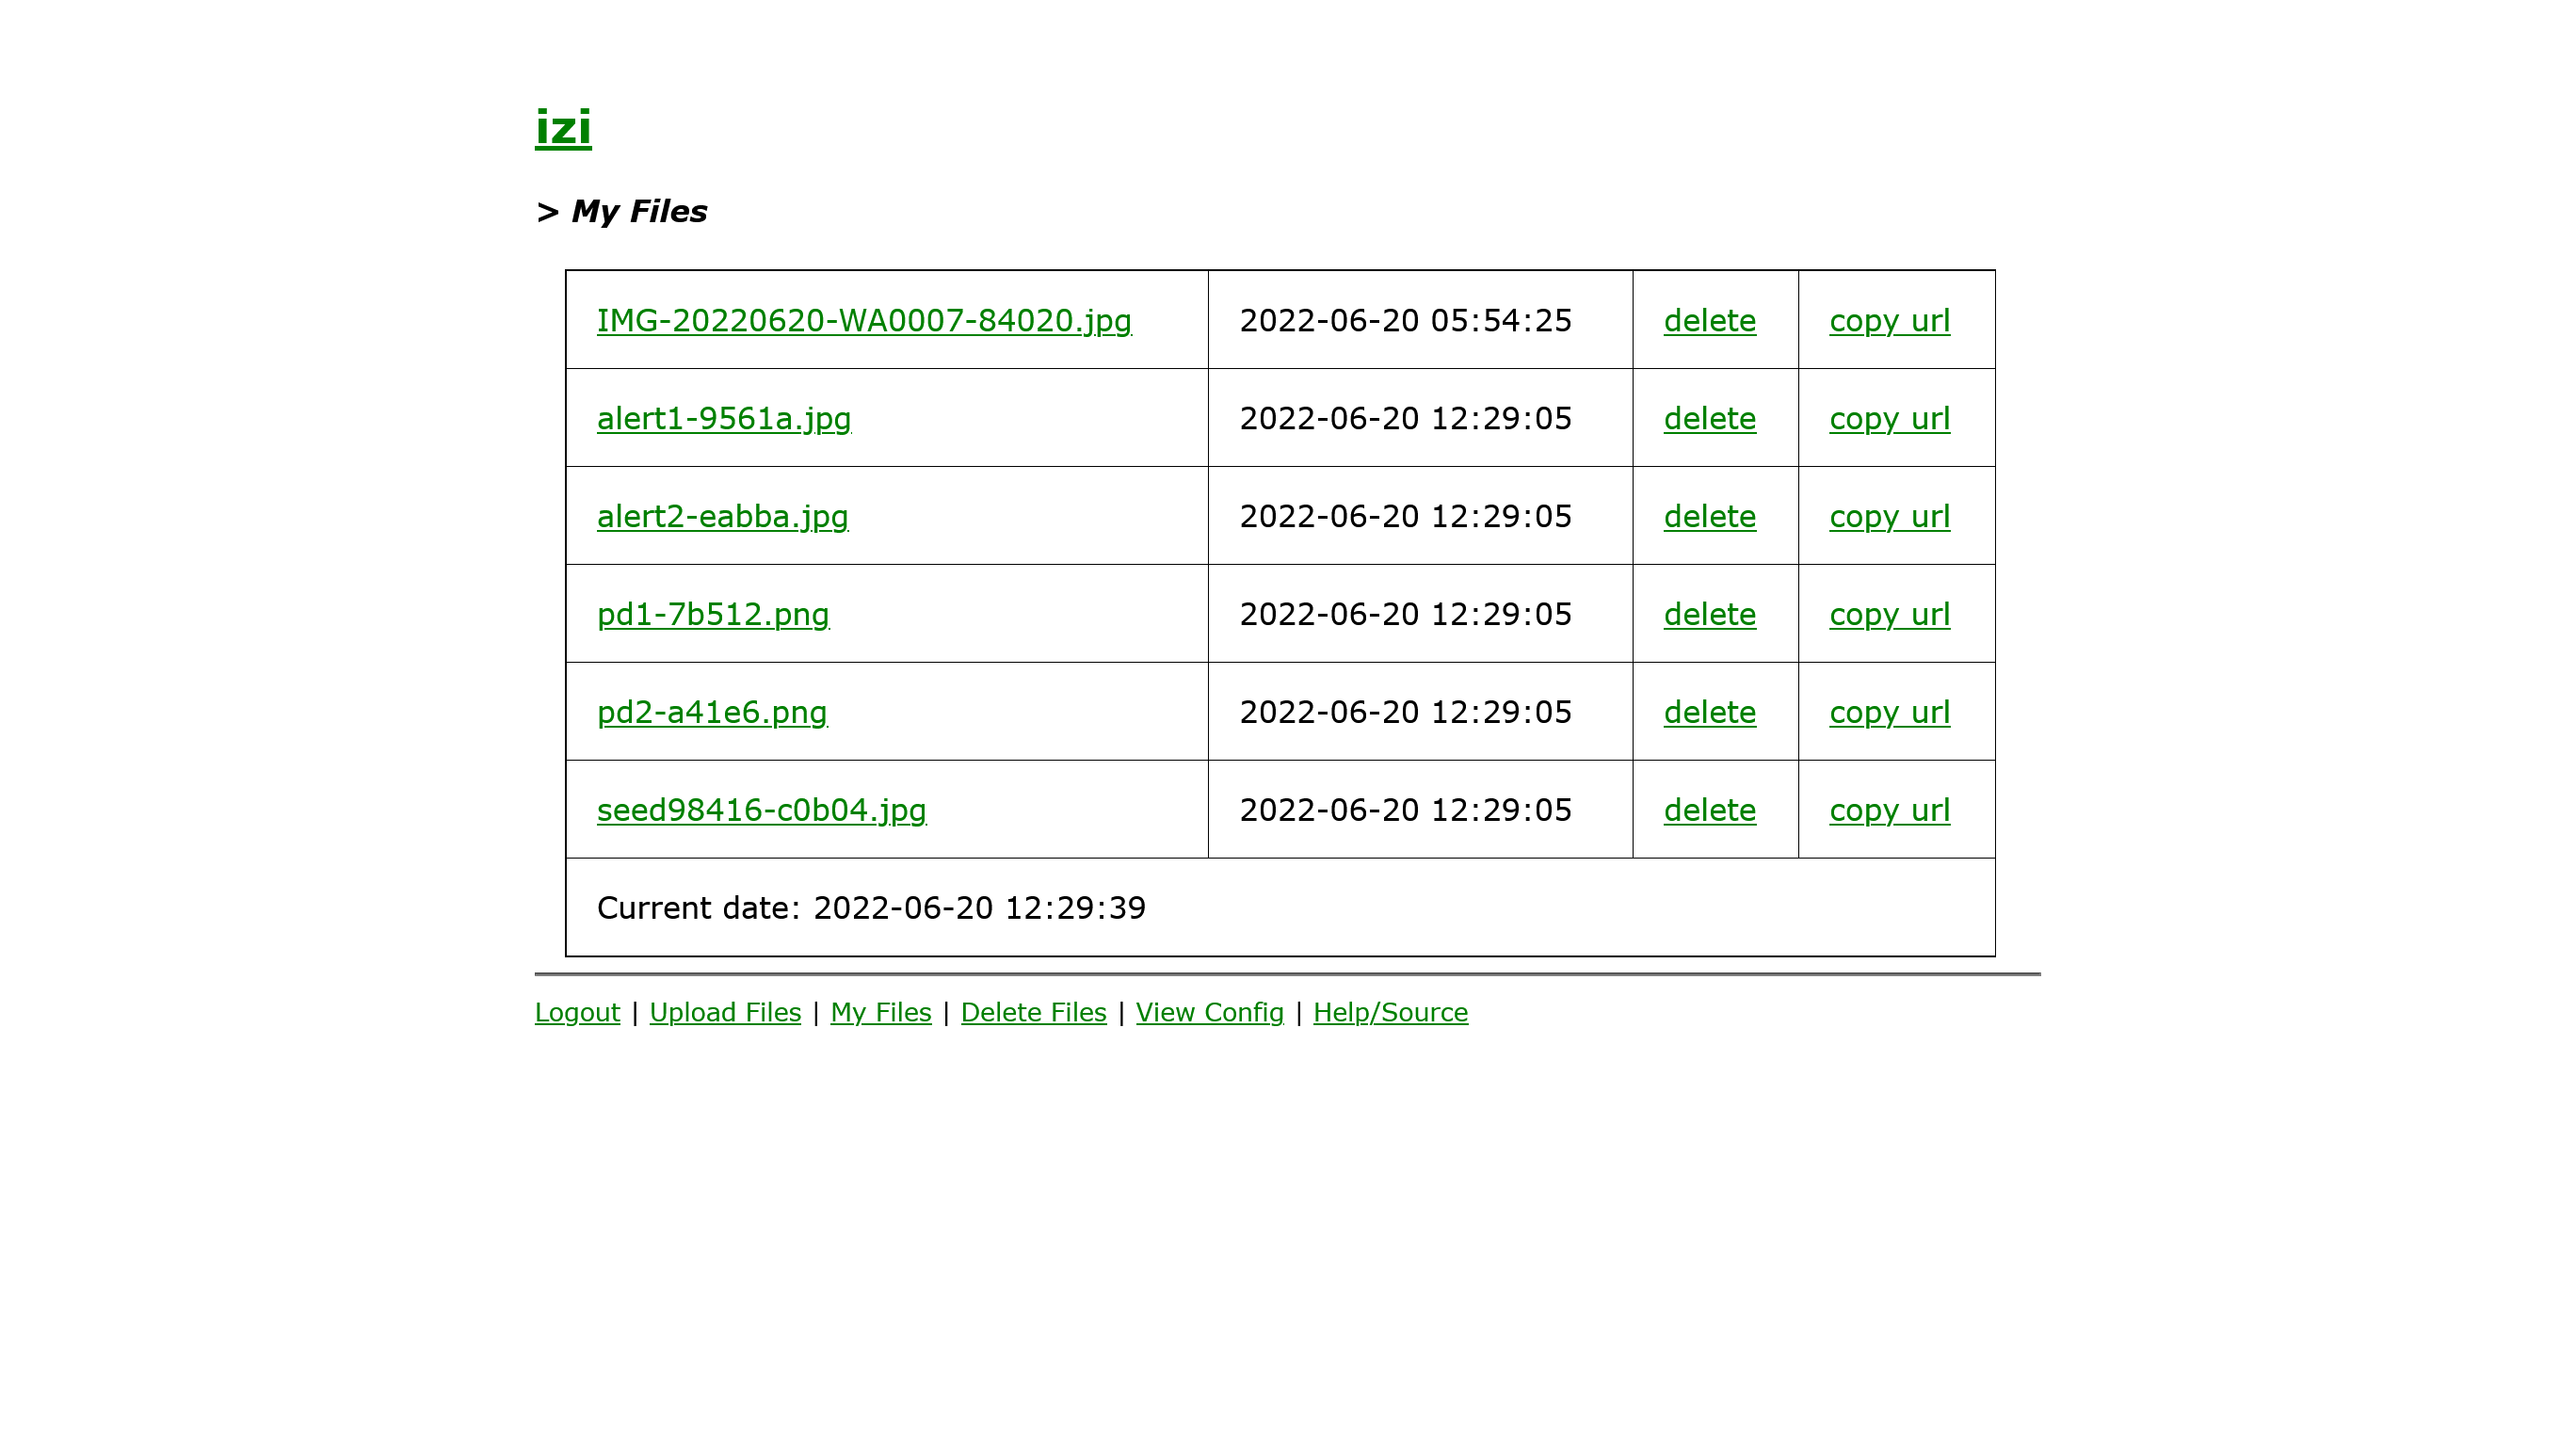 izi
> My Files
IMG-20220620-WA0007-84020.jpg 2022-06-20 05:54:25 delete copy url
alert1-9561a.jpg 2022-06-20 12:29:05 delete copy url
alert2-eabba.jpg 2022-06-20 12:29:05 delete copy url
pd1-7b512.png 2022-06-20 12:29:05 delete copy url
pd2-a41e6.png 2022-06-20 12:29:05 delete copy url
seed98416-c0b04.jpg 2022-06-20 12:29:05 delete copy url
Current date: 2022-06-20 12:29:39
Logout | Upload Files | My Files | Delete Files | View Config | Help/Source